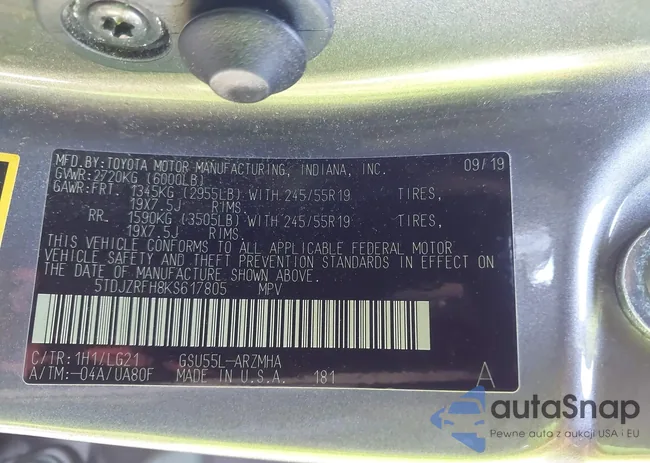 MFD.BY:TOYOTA MOTOR MANUFACTURING, INDIANA, INC. 09/19
GVWR:2720KG (6000LB)
GAWR:FRT. 1345KG (2955LB) WITH 245/55R19 TIRES,
19X7.5J RIMS.
RR. 1590KG (3505LB) WITH 245/55R19 TIRES,
19X7.5J RIMS.
THIS VEHICLE CONFORMS TO ALL APPLICABLE FEDERAL MOTOR
VEHICLE SAFETY AND THEFT PREVENTION STANDARDS IN EFFECT
ON THE DATE OF MANUFACTURE SHOWN ABOVE.
5TDJZRFH8KS617805 MPV
C/TR:1H1/LG21 GSU55L-ARZMHA
A/TM:-04A/UA80F MADE IN U.S.A. 181 A
autaSnap
Pewne auta z aukcji USA i EU